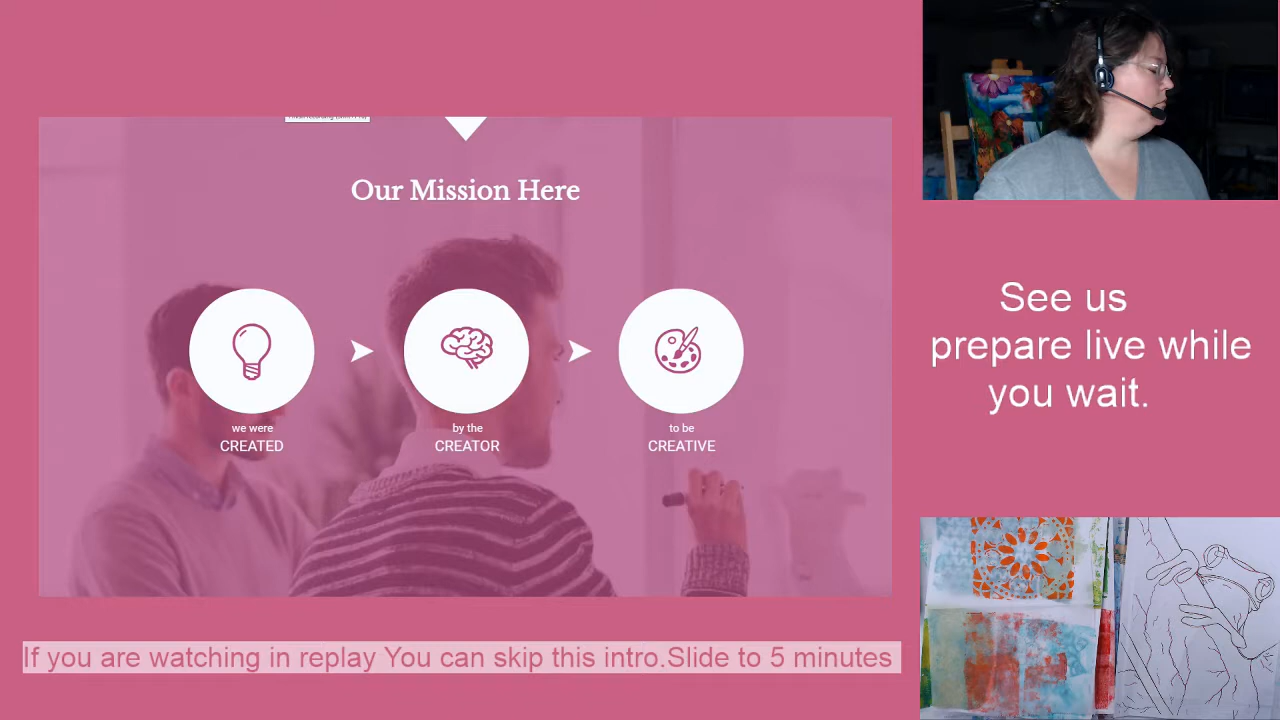 Our Mission Here
we were
CREATED
by the
CREATOR
to be
CREATIVE
See us
prepare live while
you wait.
If you are watching in replay You can skip this intro.Slide to 5 minutes